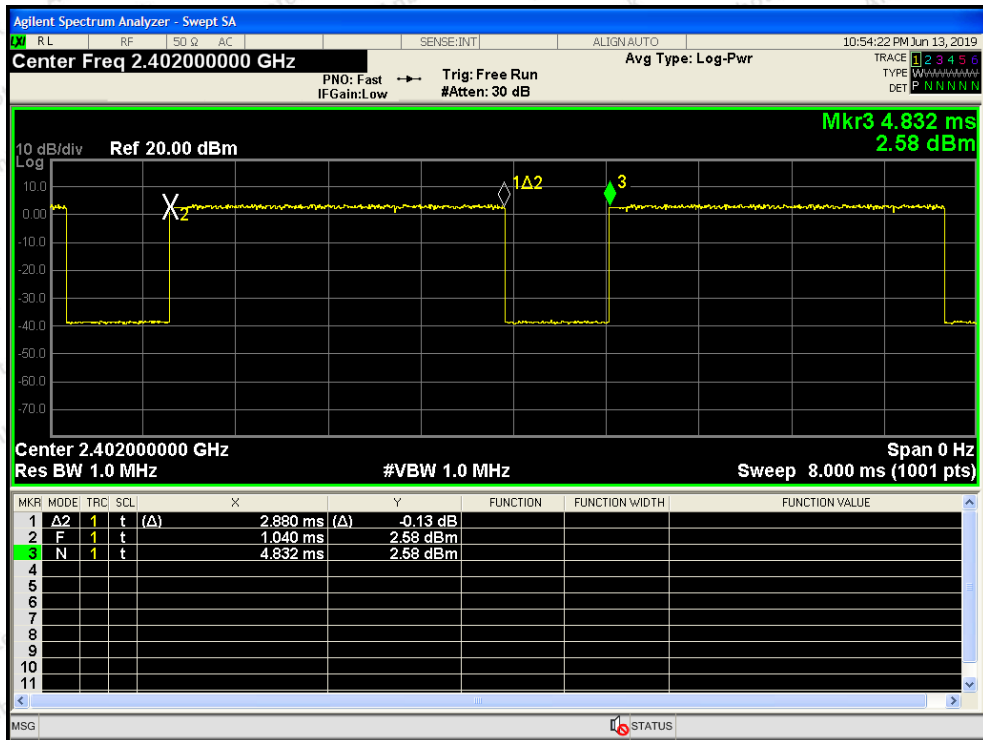 Agilent Spectrum Analyzer - Swept SA
LXI RL RF 50 Ω AC SENSE:INT ALIGNAUTO 10:54:22 PM Jun 13, 2019
Center Freq 2.402000000 GHz Avg Type: Log-Pwr TRACE 1 2 3 4 5 6
PNO: Fast Trig: Free Run TYPE WWWWWW
IFGain:Low #Atten: 30 dB DET P N N N N N
Mkr3 4.832 ms
10 dB/div Ref 20.00 dBm 2.58 dBm
Log
10.0
0.00
-10.0
-20.0
-30.0
-40.0
-50.0
-60.0
-70.0
X2 1Δ2 3
Center 2.402000000 GHz Span 0 Hz
Res BW 1.0 MHz #VBW 1.0 MHz Sweep 8.000 ms (1001 pts)
MKR MODE TRC SCL X Y FUNCTION FUNCTION WIDTH FUNCTION VALUE
1 Δ2 1 t (Δ) 2.880 ms (Δ) -0.13 dB
2 F 1 t 1.040 ms 2.58 dBm
3 N 1 t 4.832 ms 2.58 dBm
4
5
6
7
8
9
10
11
MSG STATUS